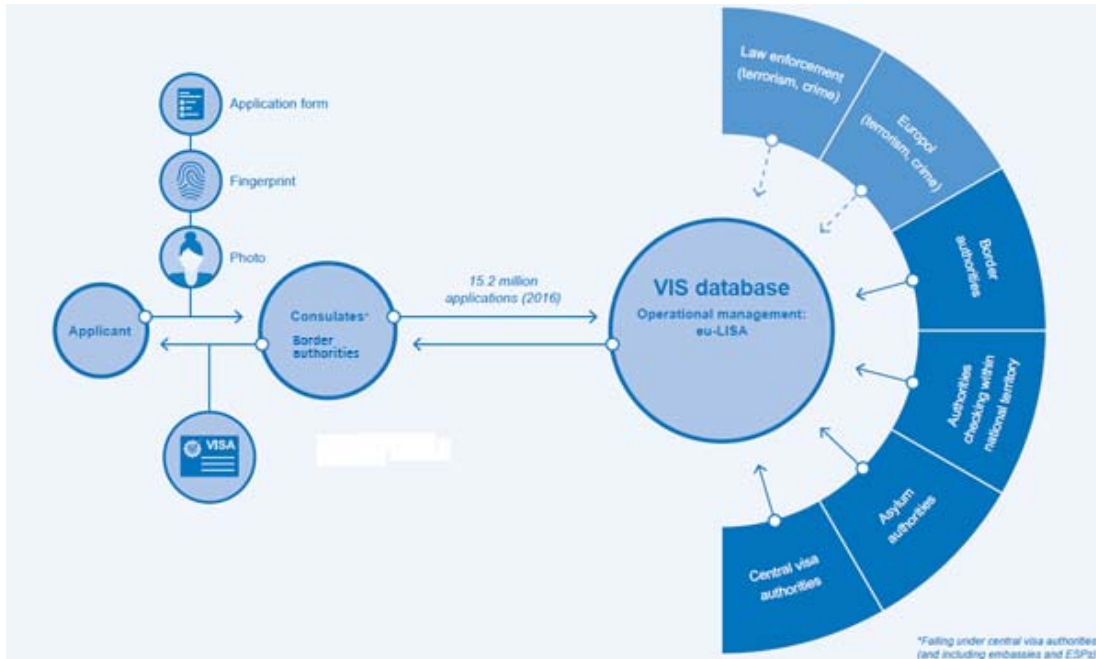 Application form
Fingerprint
Photo
Applicant
Consulates*
Border
authorities
15.2 million
applications (2016)
VISA
VIS database
Operational management:
eu-LISA
Law enforcement
(terrorism, crime)
Europol
(terrorism, crime)
Border
authorities
Authorities
checking within
national territory
Asylum
authorities
Central visa
authorities
*Falling under central visa authorities
(and including embassies and ESPs)